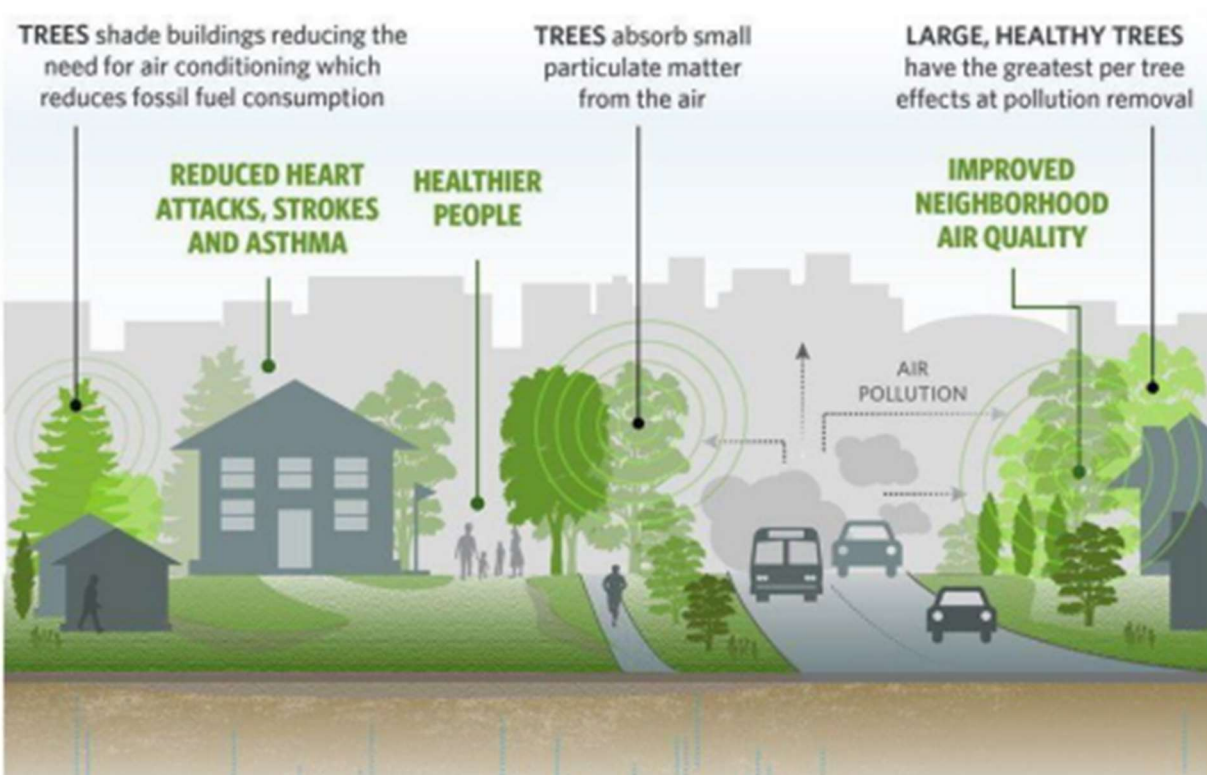 TREES shade buildings reducing the
need for air conditioning which
reduces fossil fuel consumption
TREES absorb small
particulate matter
from the air
LARGE, HEALTHY TREES
have the greatest per tree
effects at pollution removal
REDUCED HEART
ATTACKS, STROKES
AND ASTHMA
HEALTHIER
PEOPLE
IMPROVED
NEIGHBORHOOD
AIR QUALITY
AIR
POLLUTION